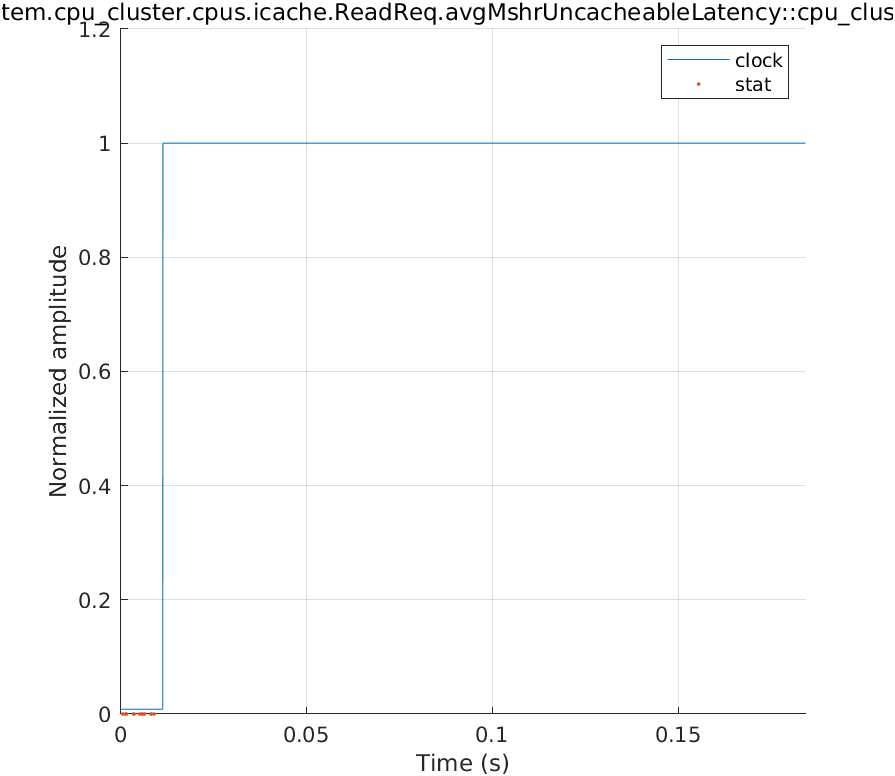 tem.cpu_cluster.cpus.icache.ReadReq.avgMshrUncacheableLatency::cpu_clus
1.2
clock
stat
1
0.8
0.6
0.4
0.2
0
Normalized amplitude
0 0.05 0.1 0.15
Time (s)